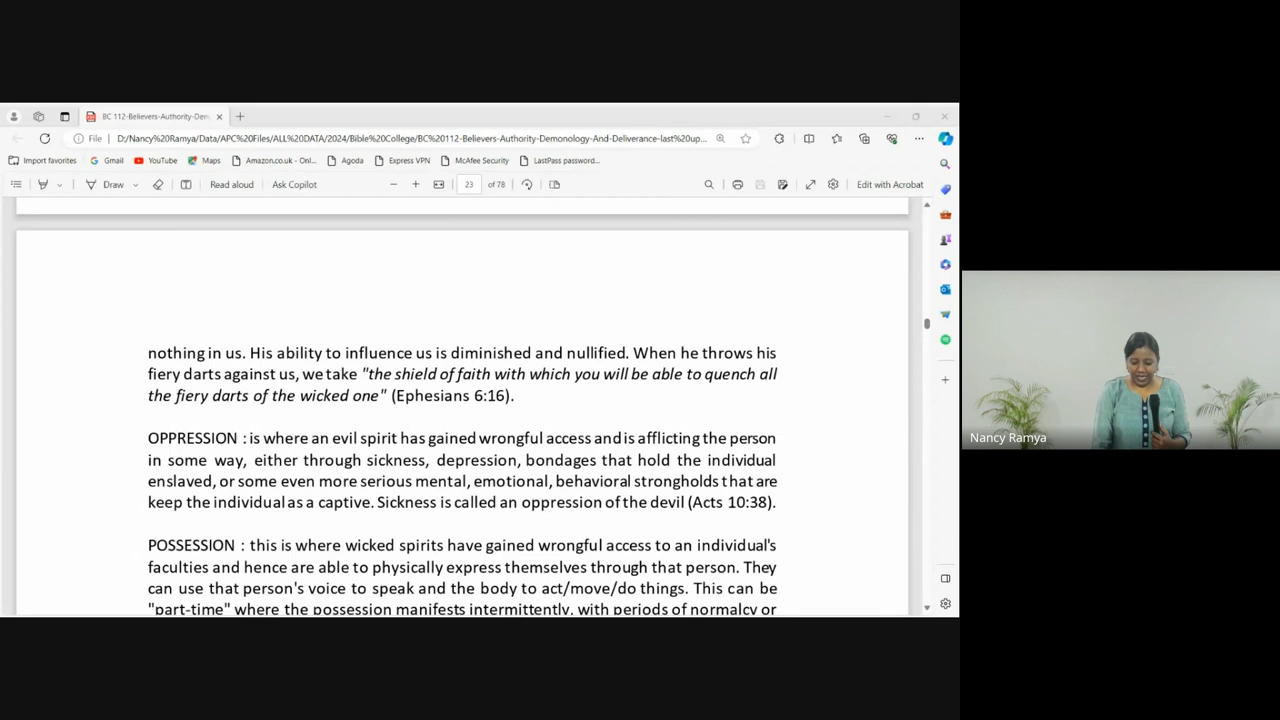 BC 112-Believers-Authority-Dem
File
D:/Nancy%20Ramya/Data/APC%20Files/ALL%20DATA/2024/Bible%20College/BC%20112-Believers-Authority-Demonology-And-Deliverance-last%20up...
Import favorites
Gmail
YouTube
Maps
Amazon.co.uk - Onl...
Agoda
Express VPN
McAfee Security
LastPass password...
Draw
Read aloud
Ask Copilot
23
of 78
Edit with Acrobat
nothing in us. His ability to influence us is diminished and nullified. When he throws his
fiery darts against us, we take "the shield of faith with which you will be able to quench all
the fiery darts of the wicked one" (Ephesians 6:16).
OPPRESSION : is where an evil spirit has gained wrongful access and is afflicting the person
in some way, either through sickness, depression, bondages that hold the individual
enslaved, or some even more serious mental, emotional, behavioral strongholds that are
keep the individual as a captive. Sickness is called an oppression of the devil (Acts 10:38).
POSSESSION : this is where wicked spirits have gained wrongful access to an individual's
faculties and hence are able to physically express themselves through that person. They
can use that person's voice to speak and the body to act/move/do things. This can be
"part-time" where the possession manifests intermittently, with periods of normalcy or
Nancy Ramya